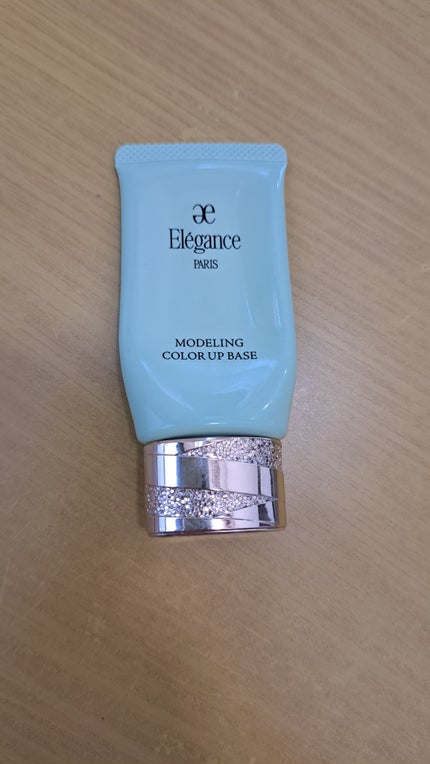 Elégance
PARIS
MODELING
COLOR UP BASE